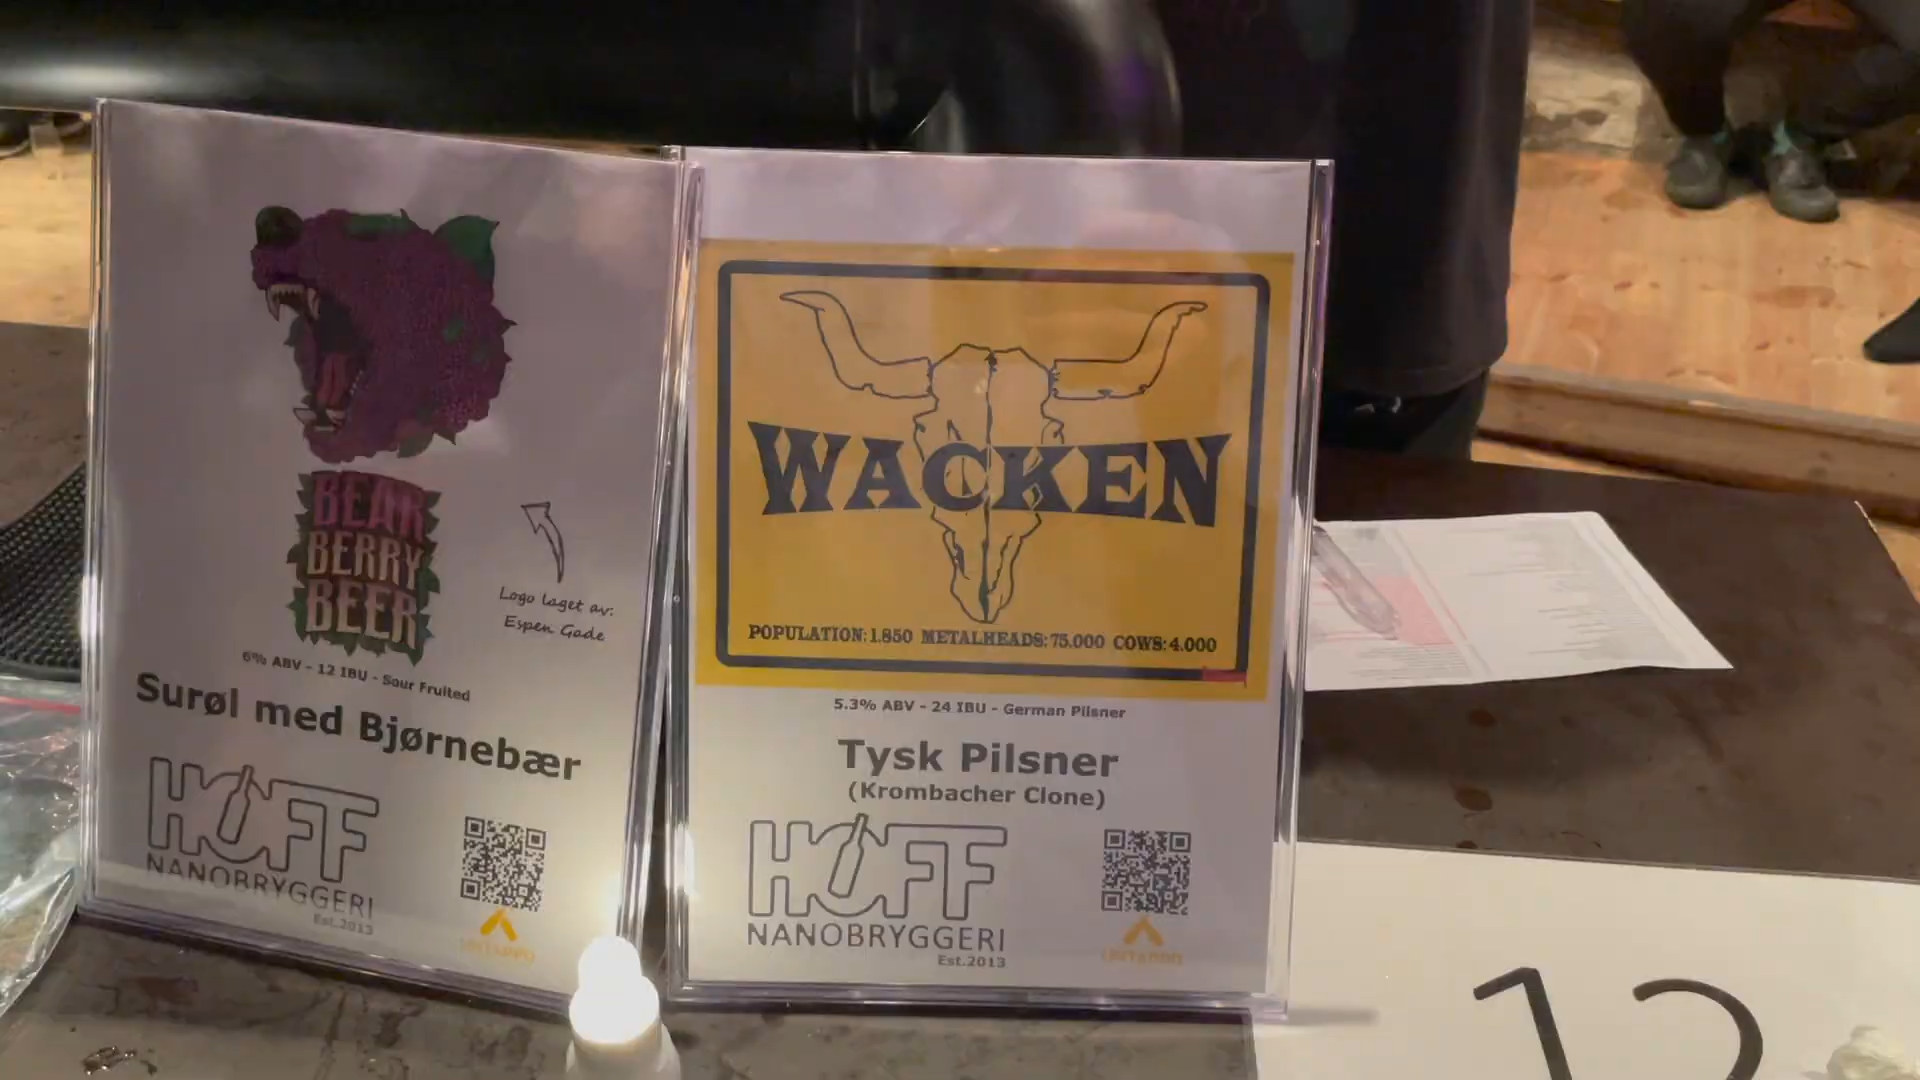 BEAR
BERRY
BEER
Logo laget av:
Espen Gade
6% ABV - 12 IBU - Sour Fruited
Surøl med Bjørnebær
HOFF
NANOBRYGGERI
Est.2013
UNTAPPD
WACKEN
POPULATION: 1.850 METALHEADS: 75.000 COWS: 4.000
5.3% ABV - 24 IBU - German Pilsner
Tysk Pilsner
(Krombacher Clone)
HOFF
NANOBRYGGERI
Est.2013
UNTAPPD
12